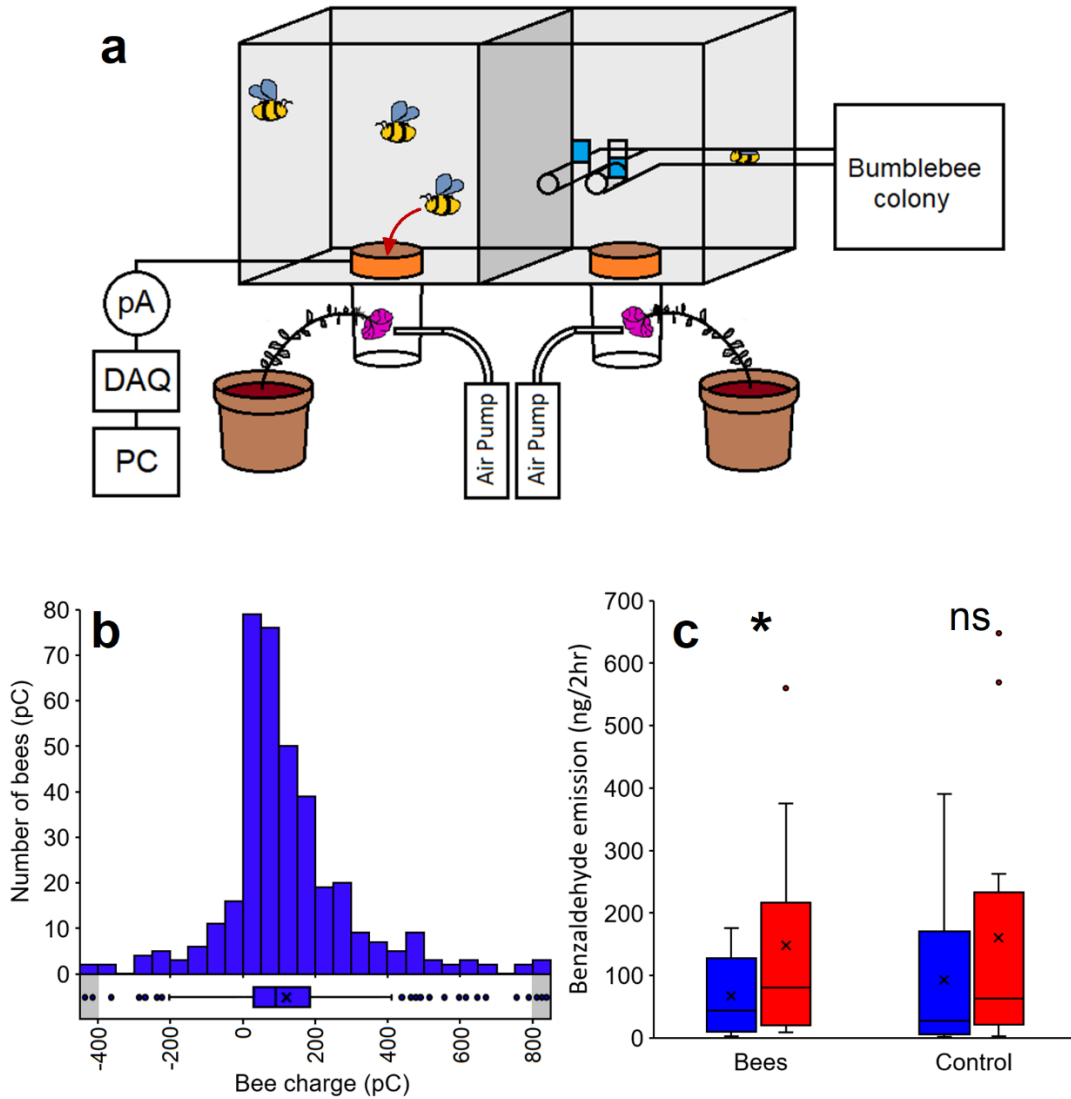 a
Bumblebee
colony
pA
DAQ
PC
Air Pump
Air Pump
b
Number of bees (pC)
80
70
60
50
40
30
20
10
0
-400
-200
0
200
400
600
800
Bee charge (pC)
c
Benzaldehyde emission (ng/2hr)
700
600
500
400
300
200
100
0
*
ns
Bees
Control